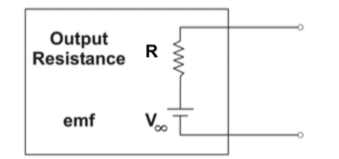 Output
Resistance R
emf V∞